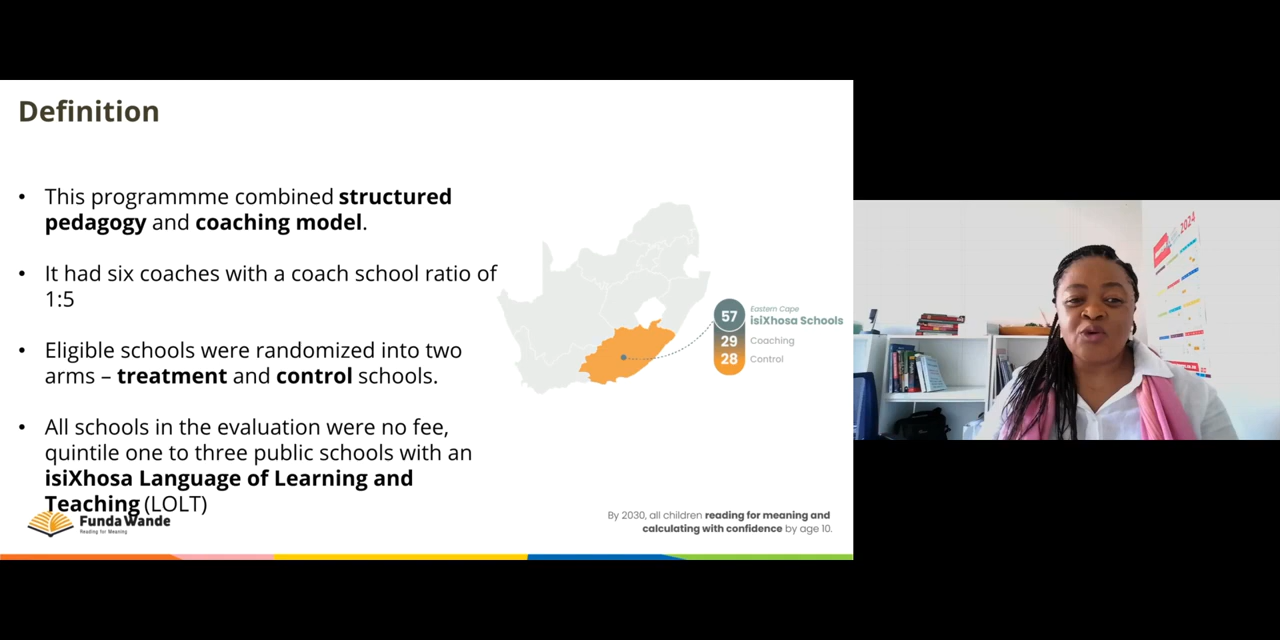 Definition
• This programmme combined structured
pedagogy and coaching model.
• It had six coaches with a coach school ratio of
1:5
• Eligible schools were randomized into two
arms – treatment and control schools.
• All schools in the evaluation were no fee,
quintile one to three public schools with an
isiXhosa Language of Learning and
Teaching (LOLT)
57
Eastern Cape
isiXhosa Schools
29 Coaching
28 Control
Funda Wande
Reading for Meaning
By 2030, all children reading for meaning and
calculating with confidence by age 10.
2024